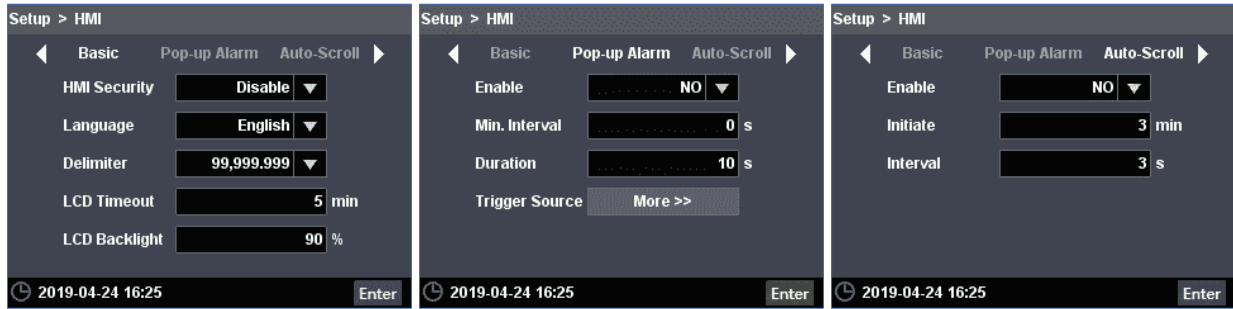 Setup > HMI
Basic Pop-up Alarm Auto-Scroll
HMI Security Disable
Language English
Delimiter 99,999.999
LCD Timeout 5 min
LCD Backlight 90 %
2019-04-24 16:25 Enter
Setup > HMI
Basic Pop-up Alarm Auto-Scroll
Enable NO
Min. Interval 0 s
Duration 10 s
Trigger Source More >>
2019-04-24 16:25 Enter
Setup > HMI
Basic Pop-up Alarm Auto-Scroll
Enable NO
Initiate 3 min
Interval 3 s
2019-04-24 16:25 Enter